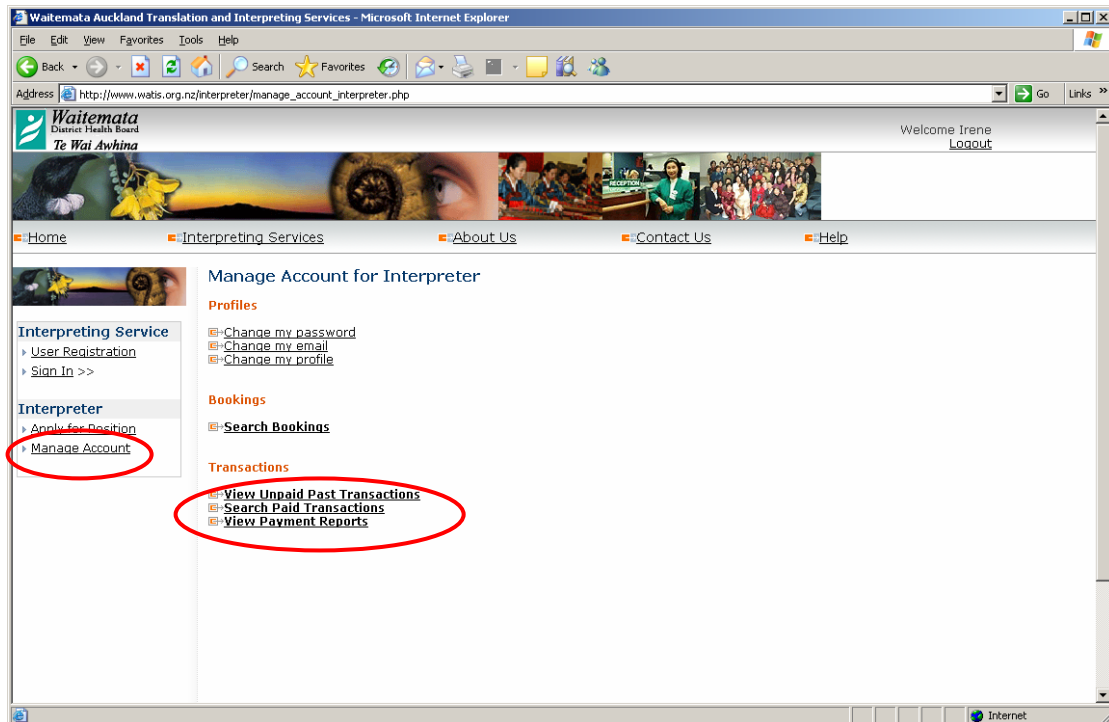 Waitemata Auckland Translation and Interpreting Services - Microsoft Internet Explorer
File Edit View Favorites Tools Help
Back Search Favorites
Address http://www.watis.org.nz/interpreter/manage_account_interpreter.php Go Links »
Waitemata
District Health Board
Te Wai Awhina
Welcome Irene
Logout
RECEPTION
Home Interpreting Services About Us Contact Us Help
Manage Account for Interpreter
Profiles
Change my password
Change my email
Change my profile
Bookings
Search Bookings
Transactions
View Unpaid Past Transactions
Search Paid Transactions
View Payment Reports
Interpreting Service
User Registration
Sign In >>
Interpreter
Apply for Position
Manage Account
Internet